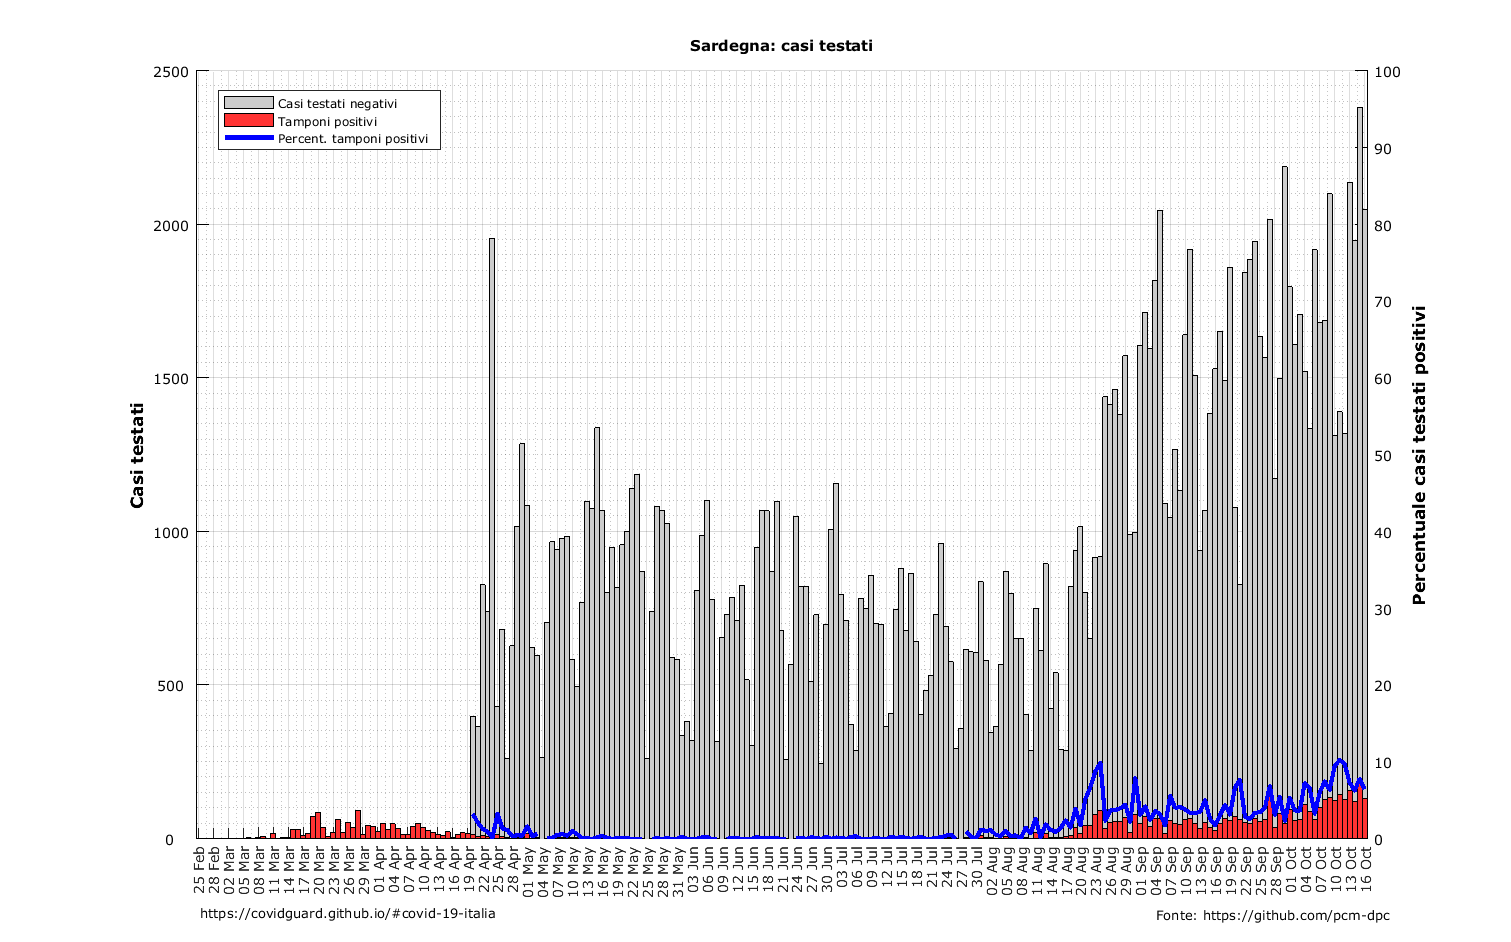 Sardegna: casi testati
2500
2000
1500
1000
500
0
Casi testati
Casi testati negativi
Tamponi positivi
Percent. tamponi positivi
100
90
80
70
60
50
40
30
20
10
0
Percentuale casi testati positivi
25 Feb
28 Feb
02 Mar
05 Mar
08 Mar
11 Mar
14 Mar
17 Mar
20 Mar
23 Mar
26 Mar
29 Mar
01 Apr
04 Apr
07 Apr
10 Apr
13 Apr
16 Apr
19 Apr
22 Apr
25 Apr
28 Apr
01 May
04 May
07 May
10 May
13 May
16 May
19 May
22 May
25 May
28 May
31 May
03 Jun
06 Jun
09 Jun
12 Jun
15 Jun
18 Jun
21 Jun
24 Jun
27 Jun
30 Jun
03 Jul
06 Jul
09 Jul
12 Jul
15 Jul
18 Jul
21 Jul
24 Jul
27 Jul
30 Jul
02 Aug
05 Aug
08 Aug
11 Aug
14 Aug
17 Aug
20 Aug
23 Aug
26 Aug
29 Aug
01 Sep
04 Sep
07 Sep
10 Sep
13 Sep
16 Sep
19 Sep
22 Sep
25 Sep
28 Sep
01 Oct
04 Oct
07 Oct
10 Oct
13 Oct
16 Oct
https://covidguard.github.io/#covid-19-italia
Fonte: https://github.com/pcm-dpc